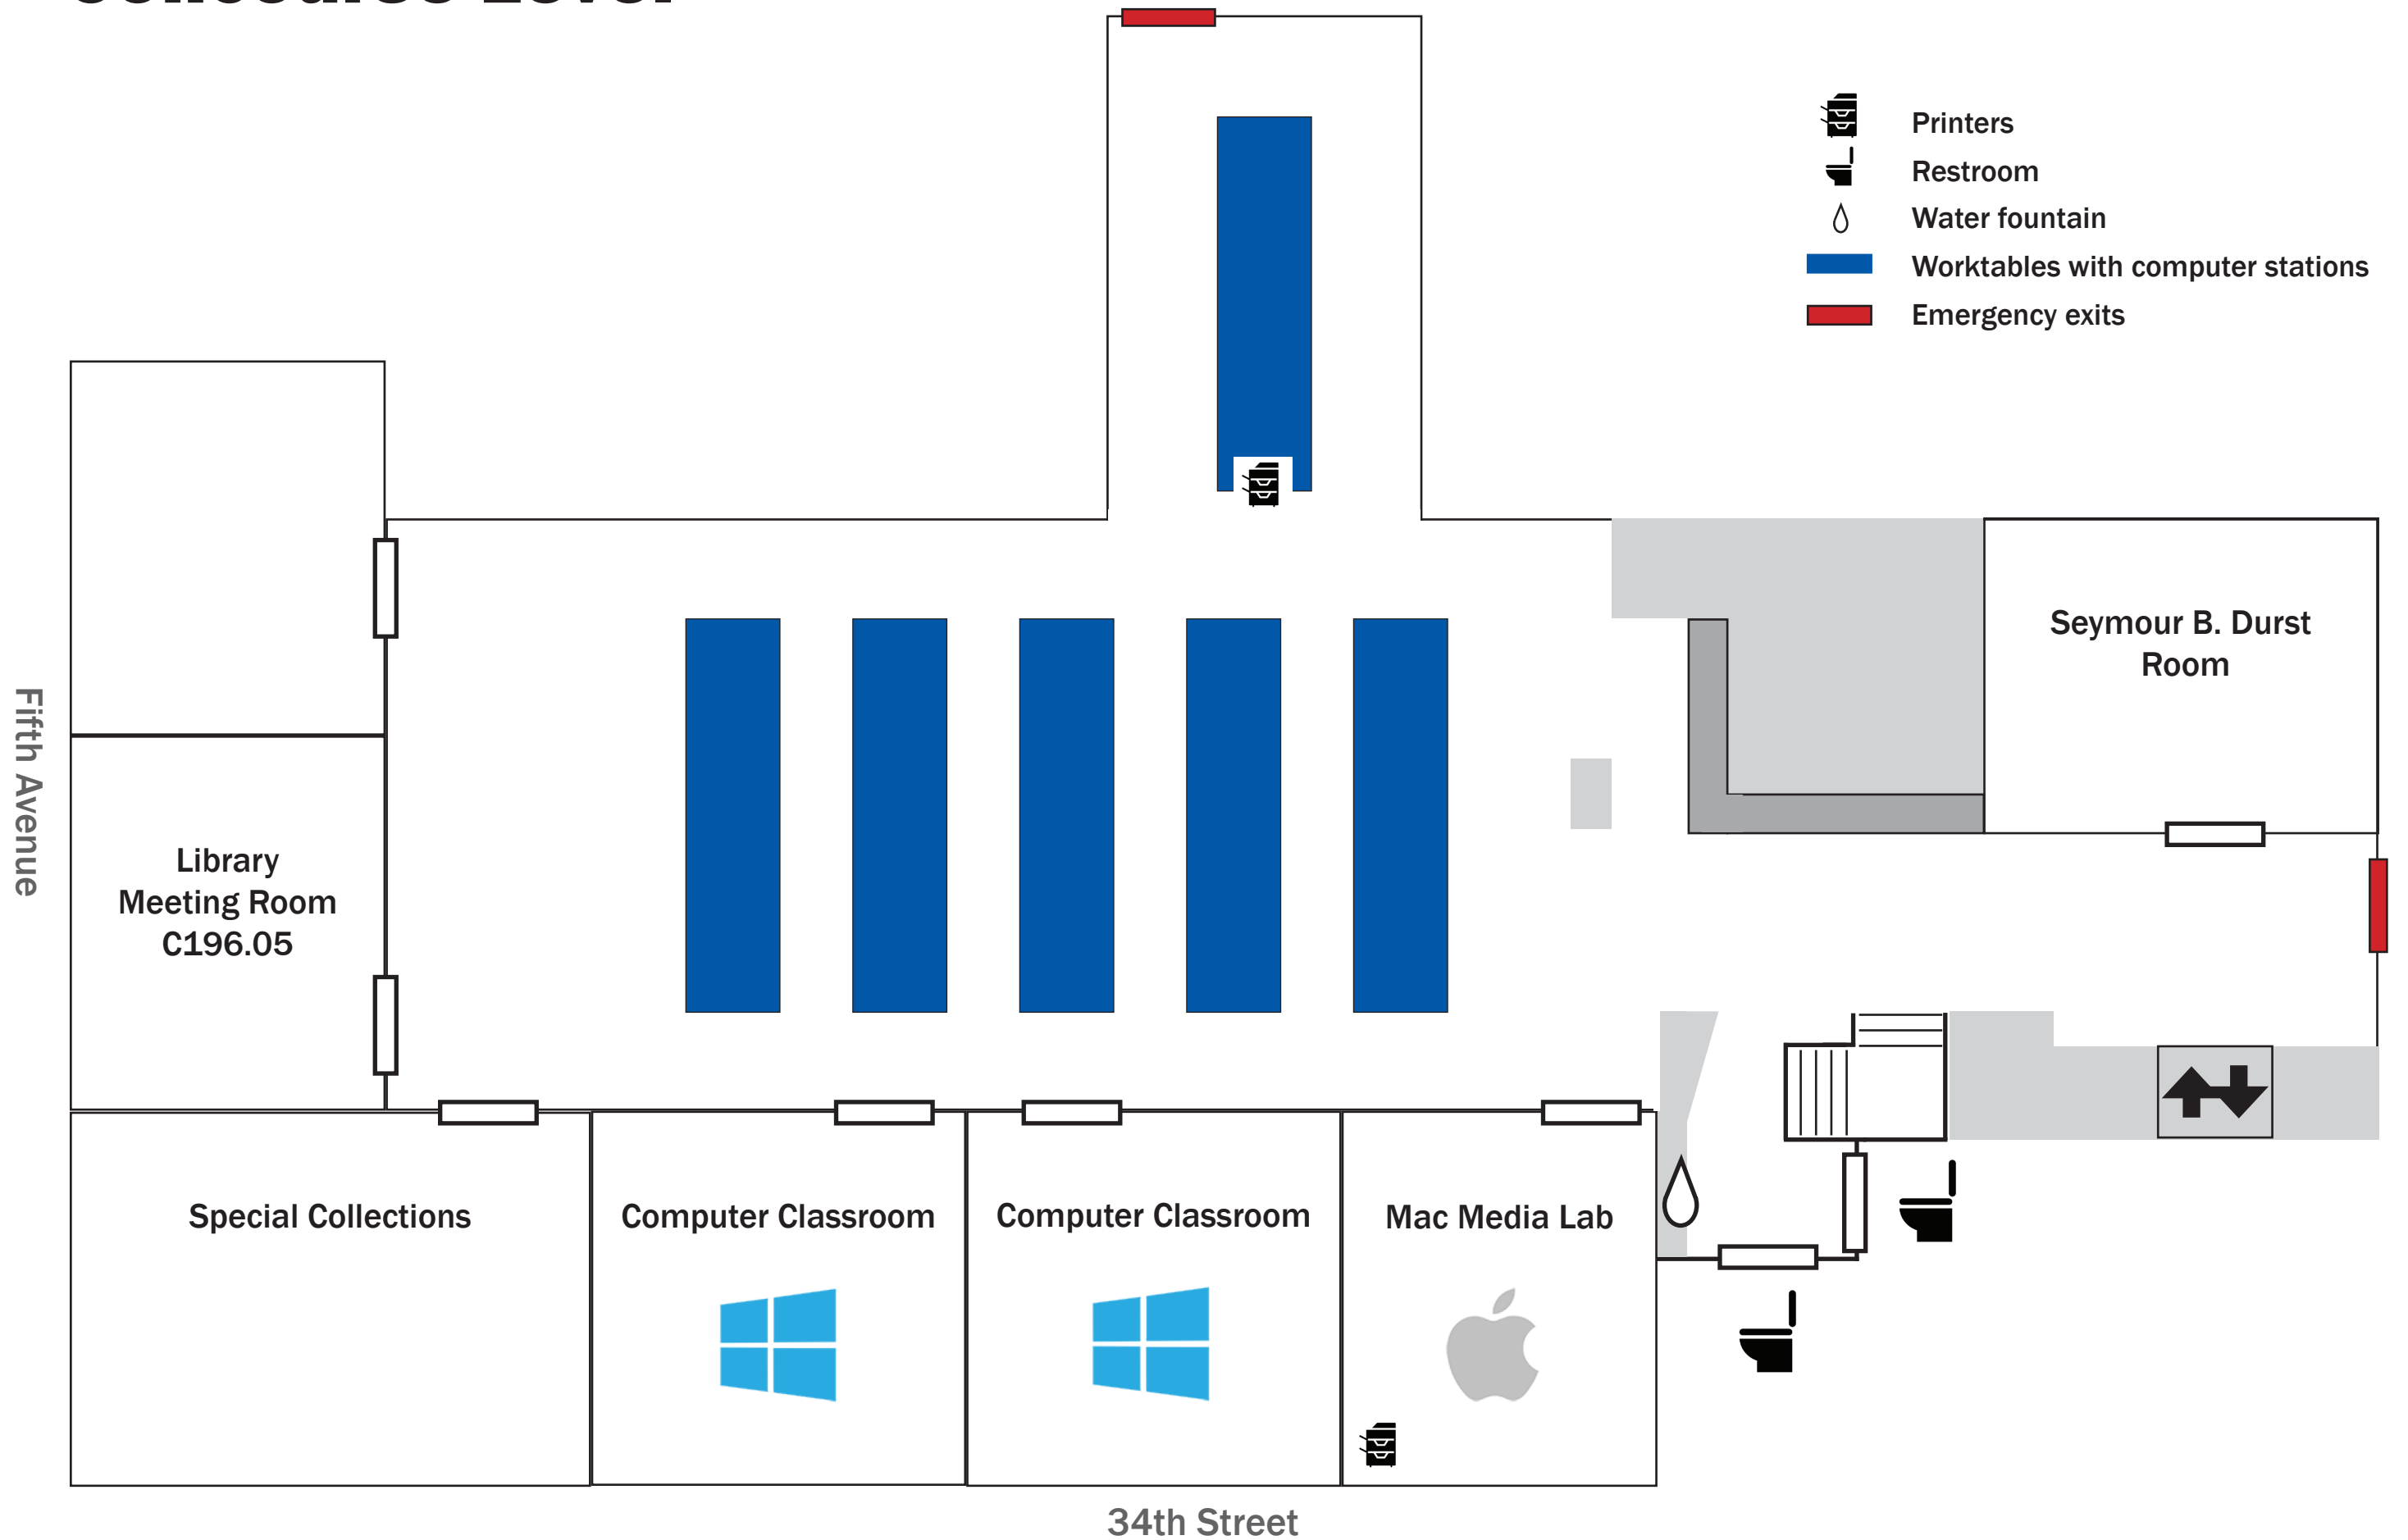 Printers
Restroom
Water fountain
Worktables with computer stations
Emergency exits
Seymour B. Durst
Room
Fifth Avenue
Library
Meeting Room
C196.05
Special Collections
Computer Classroom
Computer Classroom
Mac Media Lab
34th Street